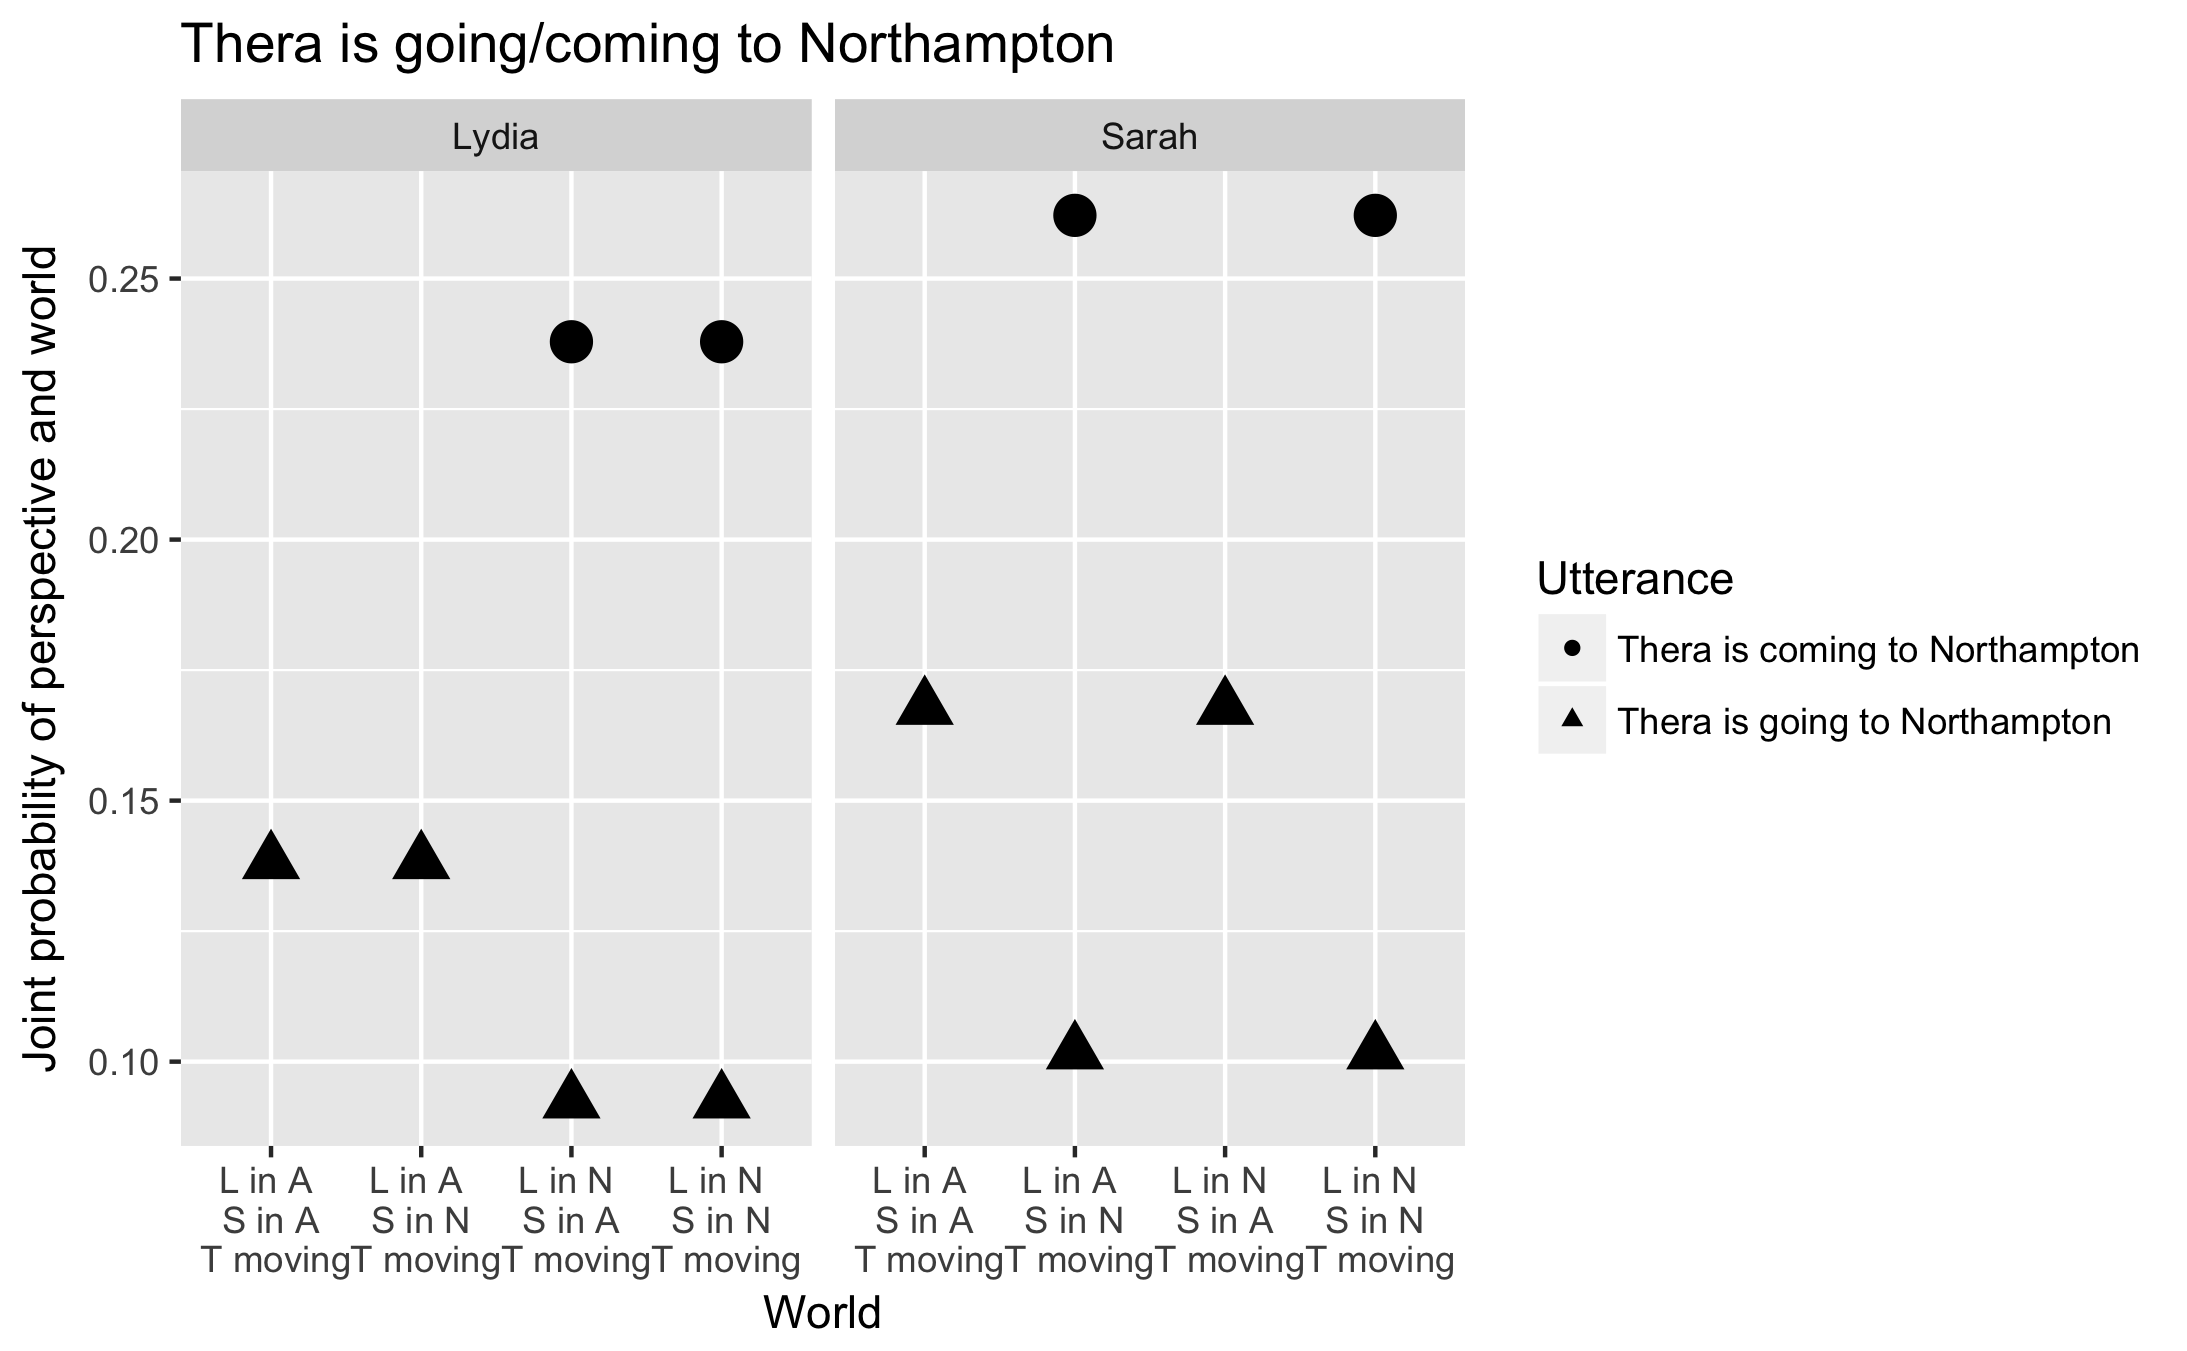 Thera is going/coming to Northampton
Lydia
Sarah
Joint probability of perspective and world
0.25
0.20
0.15
0.10
L in A
S in A
T moving
L in A
S in N
T moving
L in N
S in A
T moving
L in N
S in N
T moving
L in A
S in A
T moving
L in A
S in N
T moving
L in N
S in A
T moving
L in N
S in N
T moving
World
Utterance
Thera is coming to Northampton
Thera is going to Northampton